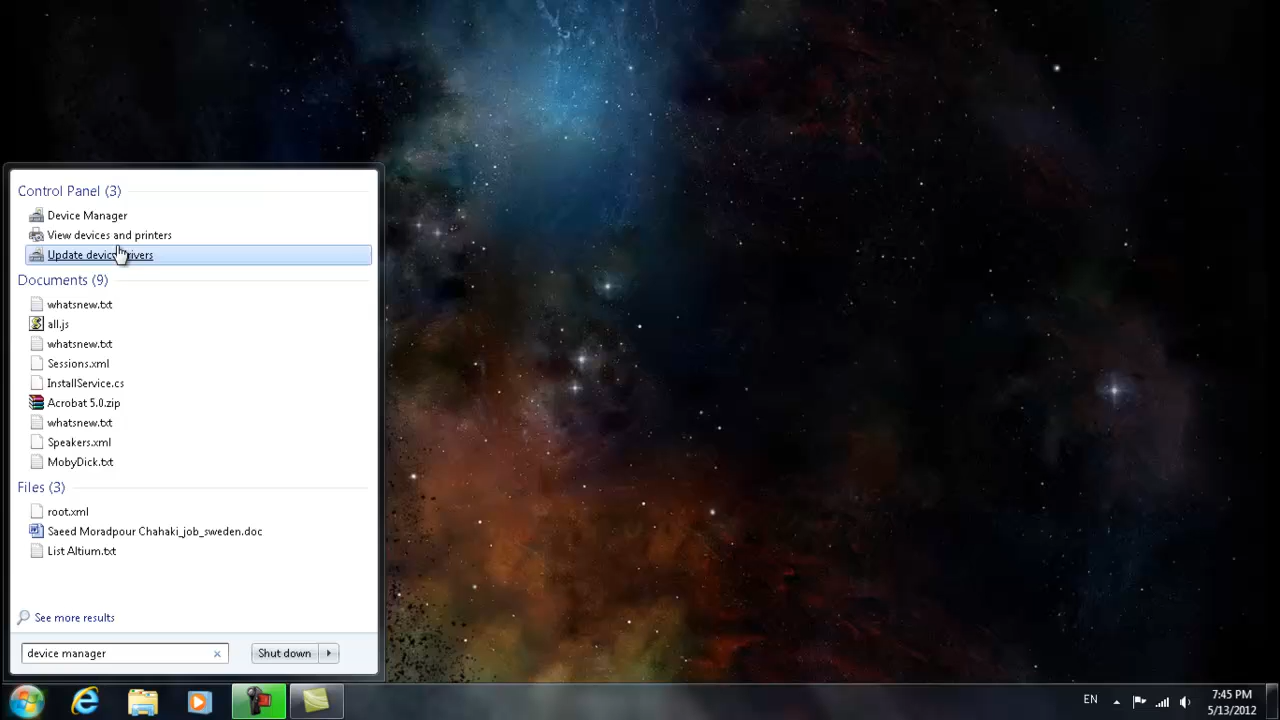 Control Panel (3)
Device Manager
View devices and printers
Update device drivers
Documents (9)
whatsnew.txt
all.js
whatsnew.txt
Sessions.xml
InstallService.cs
Acrobat 5.0.zip
whatsnew.txt
Speakers.xml
MobyDick.txt
Files (3)
root.xml
Saeed Moradpour Chahaki_job_sweden.doc
List Altium.txt
See more results
device manager
Shut down
EN
7:45 PM
5/13/2012